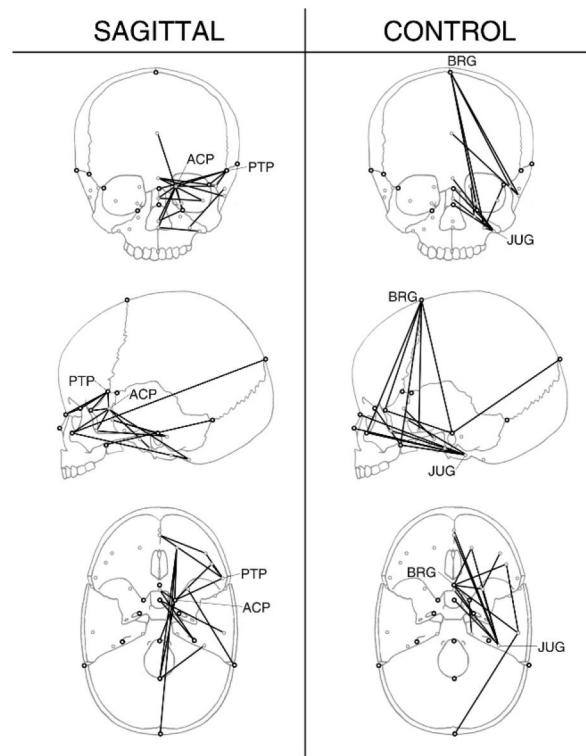 SAGITTAL
CONTROL
BRG
ACP
PTP
JUG
BRG
PTP
ACP
JUG
PTP
BRG
ACP
JUG